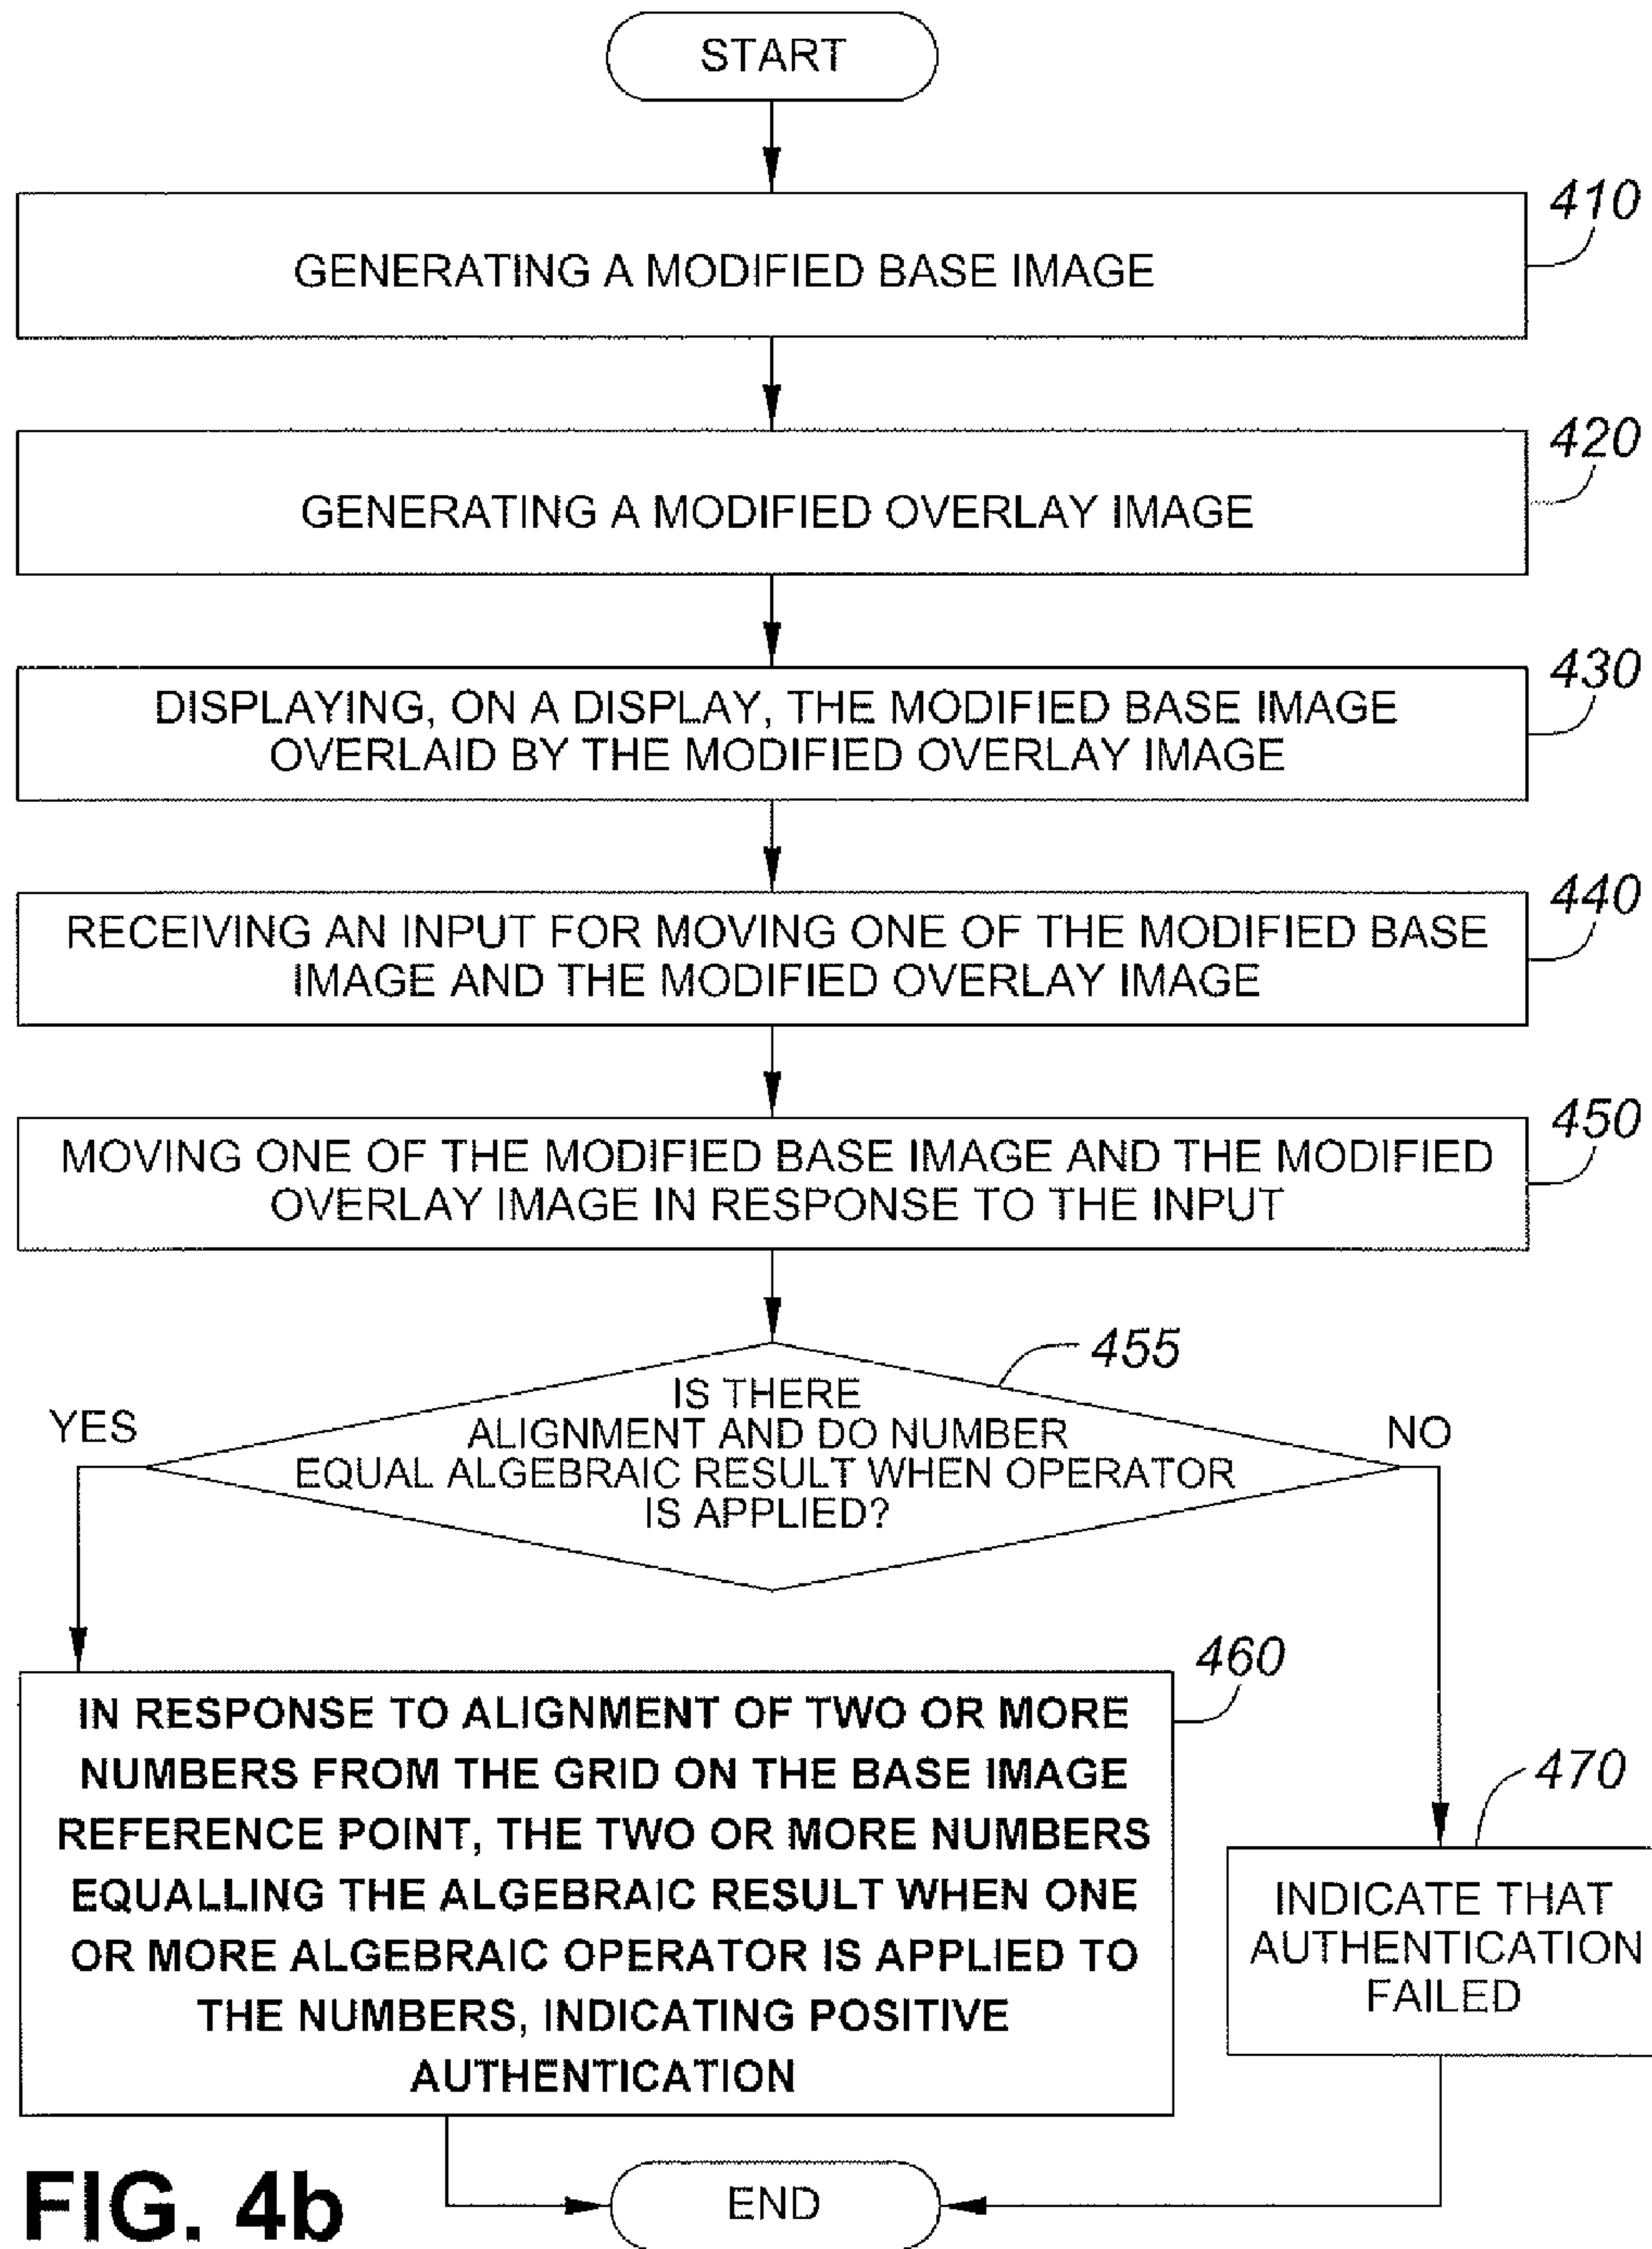 START
410
GENERATING A MODIFIED BASE IMAGE
420
GENERATING A MODIFIED OVERLAY IMAGE
430
DISPLAYING, ON A DISPLAY, THE MODIFIED BASE IMAGE
OVERLAID BY THE MODIFIED OVERLAY IMAGE
440
RECEIVING AN INPUT FOR MOVING ONE OF THE MODIFIED BASE
IMAGE AND THE MODIFIED OVERLAY IMAGE
450
MOVING ONE OF THE MODIFIED BASE IMAGE AND THE MODIFIED
OVERLAY IMAGE IN RESPONSE TO THE INPUT
455
YES
IS THERE
ALIGNMENT AND DO NUMBER
EQUAL ALGEBRAIC RESULT WHEN OPERATOR
IS APPLIED?
NO
460
IN RESPONSE TO ALIGNMENT OF TWO OR MORE
NUMBERS FROM THE GRID ON THE BASE IMAGE
REFERENCE POINT, THE TWO OR MORE NUMBERS
EQUALLING THE ALGEBRAIC RESULT WHEN ONE
OR MORE ALGEBRAIC OPERATOR IS APPLIED TO
THE NUMBERS, INDICATING POSITIVE
AUTHENTICATION
470
INDICATE THAT
AUTHENTICATION
FAILED
END
FIG. 4b